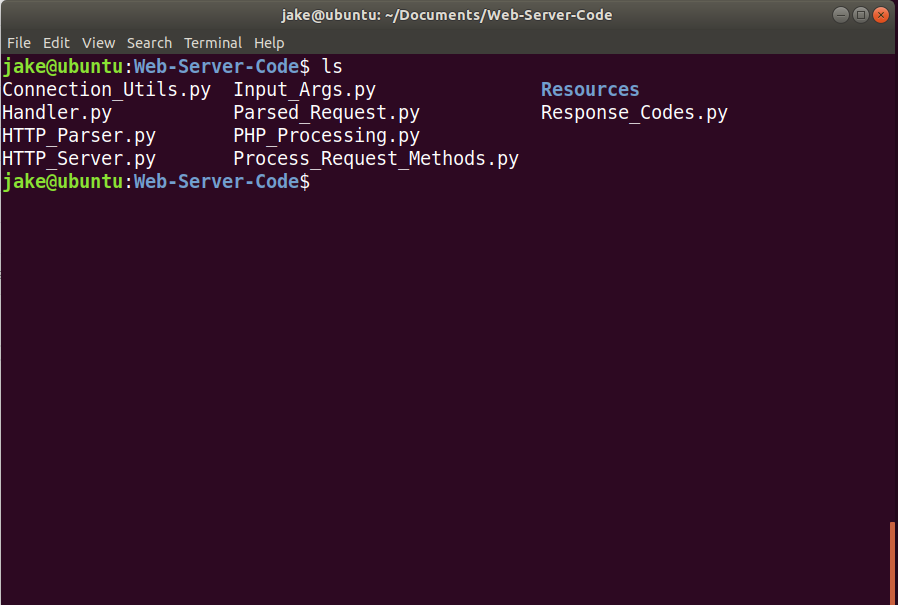 jake@ubuntu: ~/Documents/Web-Server-Code
File Edit View Search Terminal Help
jake@ubuntu:Web-Server-Code$ ls
Connection_Utils.py  Input_Args.py               Resources
Handler.py           Parsed_Request.py           Response_Codes.py
HTTP_Parser.py       PHP_Processing.py
HTTP_Server.py       Process_Request_Methods.py
jake@ubuntu:Web-Server-Code$